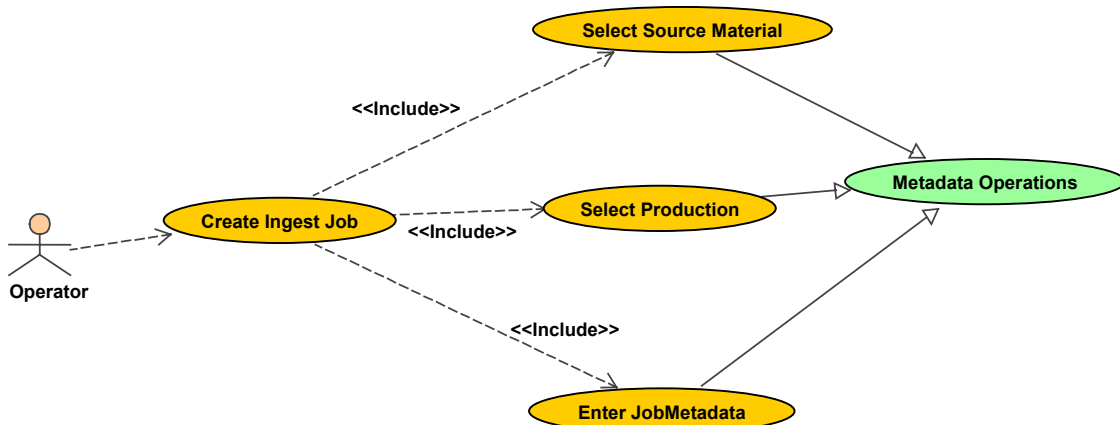 Select Source Material
<<Include>>
Metadata Operations
Select Production
Create Ingest Job
<<Include>>
Operator
<<Include>>
Enter JobMetadata